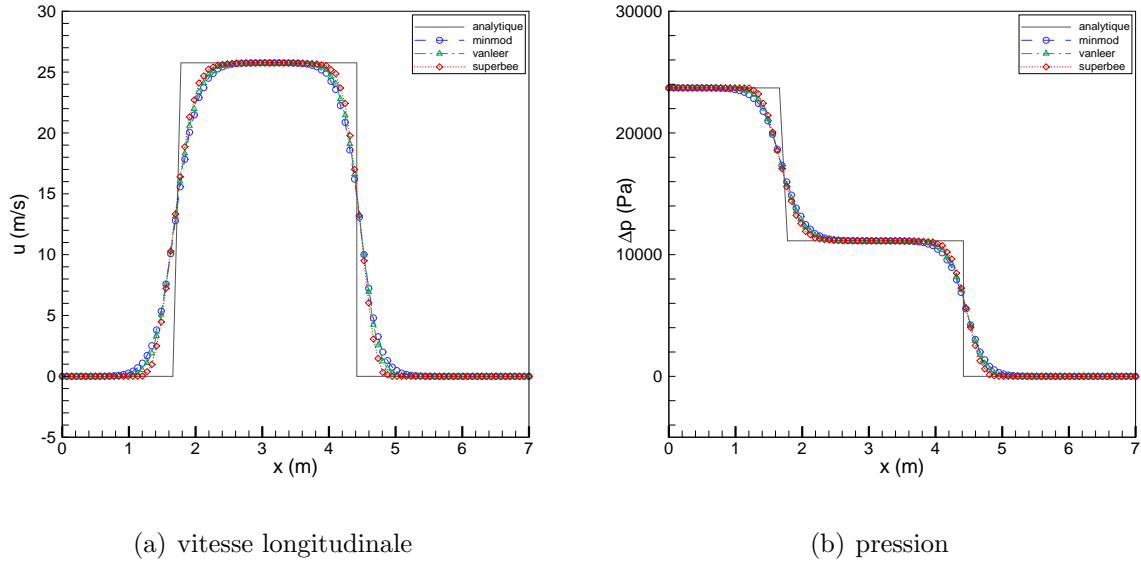 30
25
20
15
10
5
0
-5
u (m/s)
0 1 2 3 4 5 6 7
x (m)
analytique
minmod
vanleer
superbee
(a) vitesse longitudinale
30000
20000
10000
0
Δp (Pa)
0 1 2 3 4 5 6 7
x (m)
analytique
minmod
vanleer
superbee
(b) pression